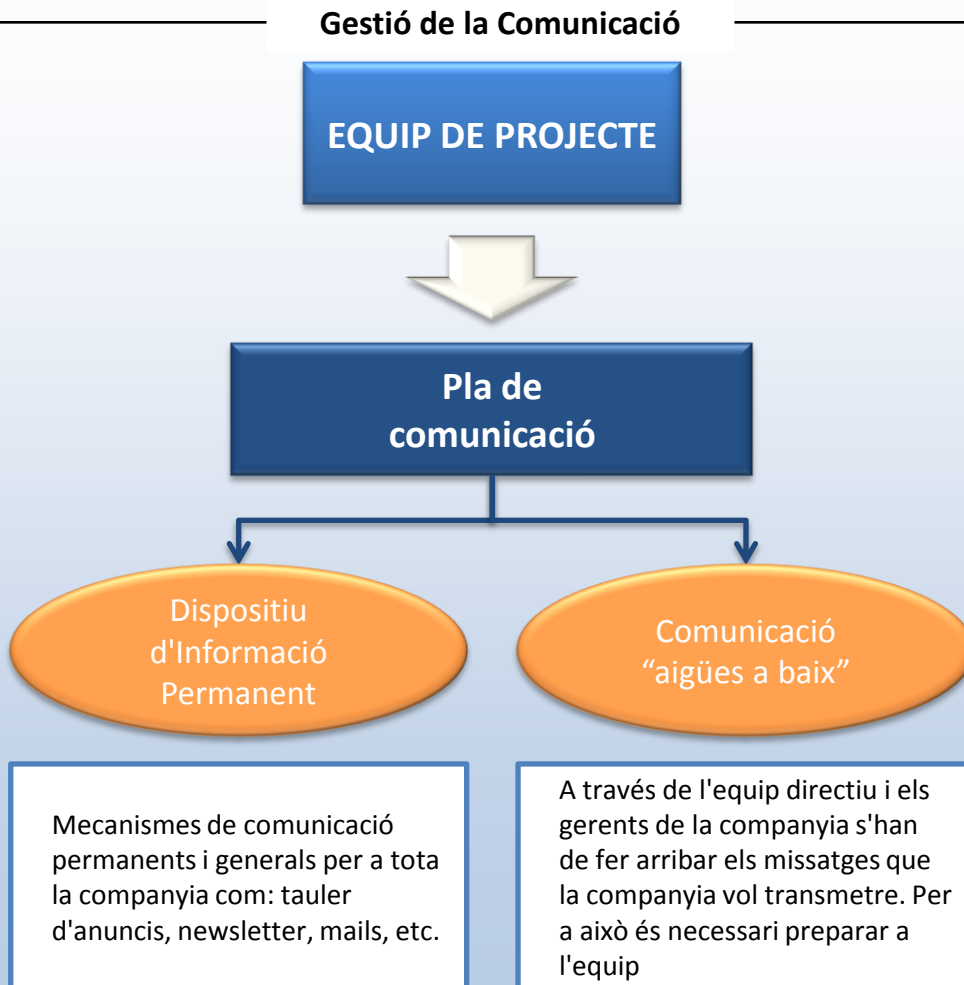 Gestió de la Comunicació
EQUIP DE PROJECTE
Pla de
comunicació
Dispositiu
d'Informació
Permanent
Comunicació
“aigües a baix”
Mecanismes de comunicació
permanents i generals per a tota
la companyia com: tauler
d'anuncis, newsletter, mails, etc.
A través de l'equip directiu i els
gerents de la companyia s'han
de fer arribar els missatges que
la companyia vol transmetre. Per
a això és necessari preparar a
l'equip